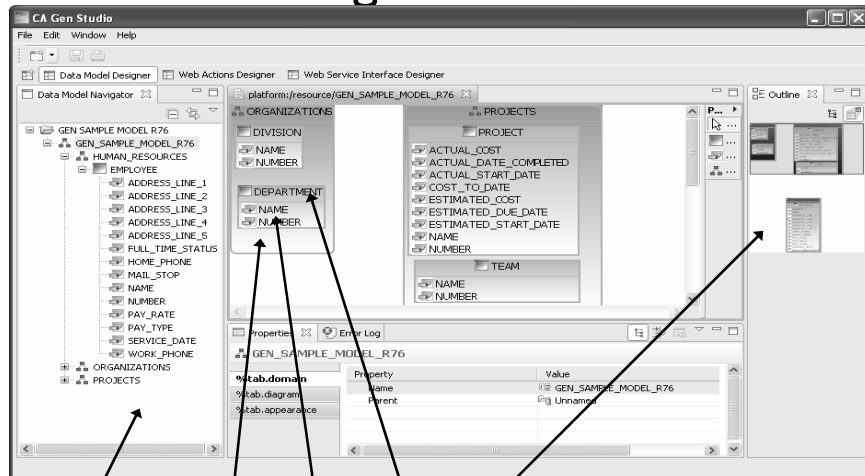 CA Gen Studio
File Edit Window Help
Data Model Designer Web Actions Designer Web Service Interface Designer
Data Model Navigator
GEN SAMPLE MODEL R76
GEN_SAMPLE_MODEL_R76
HUMAN_RESOURCES
EMPLOYEE
ADDRESS_LINE_1
ADDRESS_LINE_2
ADDRESS_LINE_3
ADDRESS_LINE_4
ADDRESS_LINE_5
FULL_TIME_STATUS
HOME_PHONE
MAIL_STOP
NAME
NUMBER
PAY_RATE
PAY_TYPE
SERVICE_DATE
WORK_PHONE
ORGANIZATIONS
PROJECTS
platform:/resource/GEN_SAMPLE_MODEL_R76
ORGANIZATIONS
DIVISION
NAME
NUMBER
DEPARTMENT
NAME
NUMBER
PROJECTS
PROJECT
ACTUAL_COST
ACTUAL_DATE_COMPLETED
ACTUAL_START_DATE
COST_TO_DATE
ESTIMATED_COST
ESTIMATED_DUE_DATE
ESTIMATED_START_DATE
NAME
NUMBER
TEAM
NAME
NUMBER
P...
...
...
...
...
Outline
Properties Error Log
GEN_SAMPLE_MODEL_R76
%tab.domain
%tab.diagram
%tab.appearance
Property Value
Name GEN_SAMPLE_MODEL_R76
Parent Unnamed